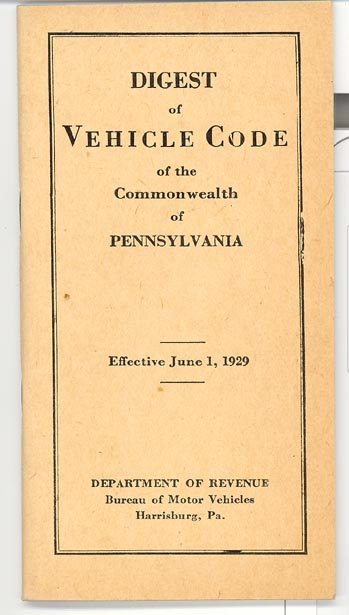 DIGEST
of
VEHICLE CODE
of the
Commonwealth
of
PENNSYLVANIA
Effective June 1, 1929
DEPARTMENT OF REVENUE
Bureau of Motor Vehicles
Harrisburg, Pa.